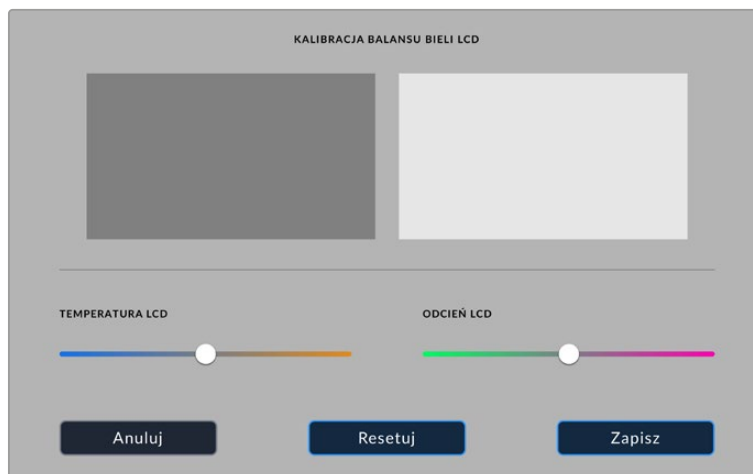 KALIBRACJA BALANSU BIELI LCD
TEMPERATURA LCD
ODCIEŃ LCD
Anuluj
Resetuj
Zapisz